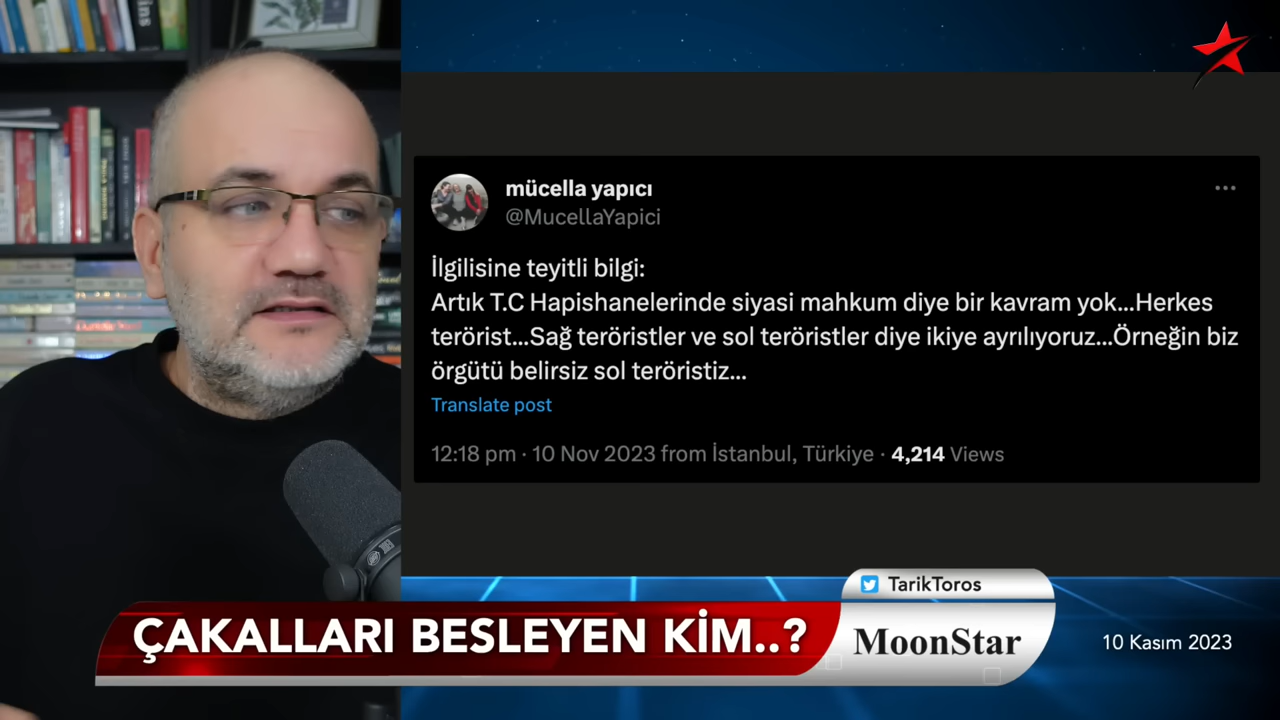 mücella yapıcı
@MucellaYapici
İlgilisine teyitli bilgi:
Artık T.C Hapishanelerinde siyasi mahkum diye bir kavram yok...Herkes
terörist...Sağ teröristler ve sol teröristler diye ikiye ayrılıyoruz...Örneğin biz
örgütü belirsiz sol teröristiz...
Translate post
12:18 pm · 10 Nov 2023 from İstanbul, Türkiye · 4,214 Views
TarikToros
ÇAKALLARI BESLEYEN KİM..?
MoonStar
10 Kasım 2023